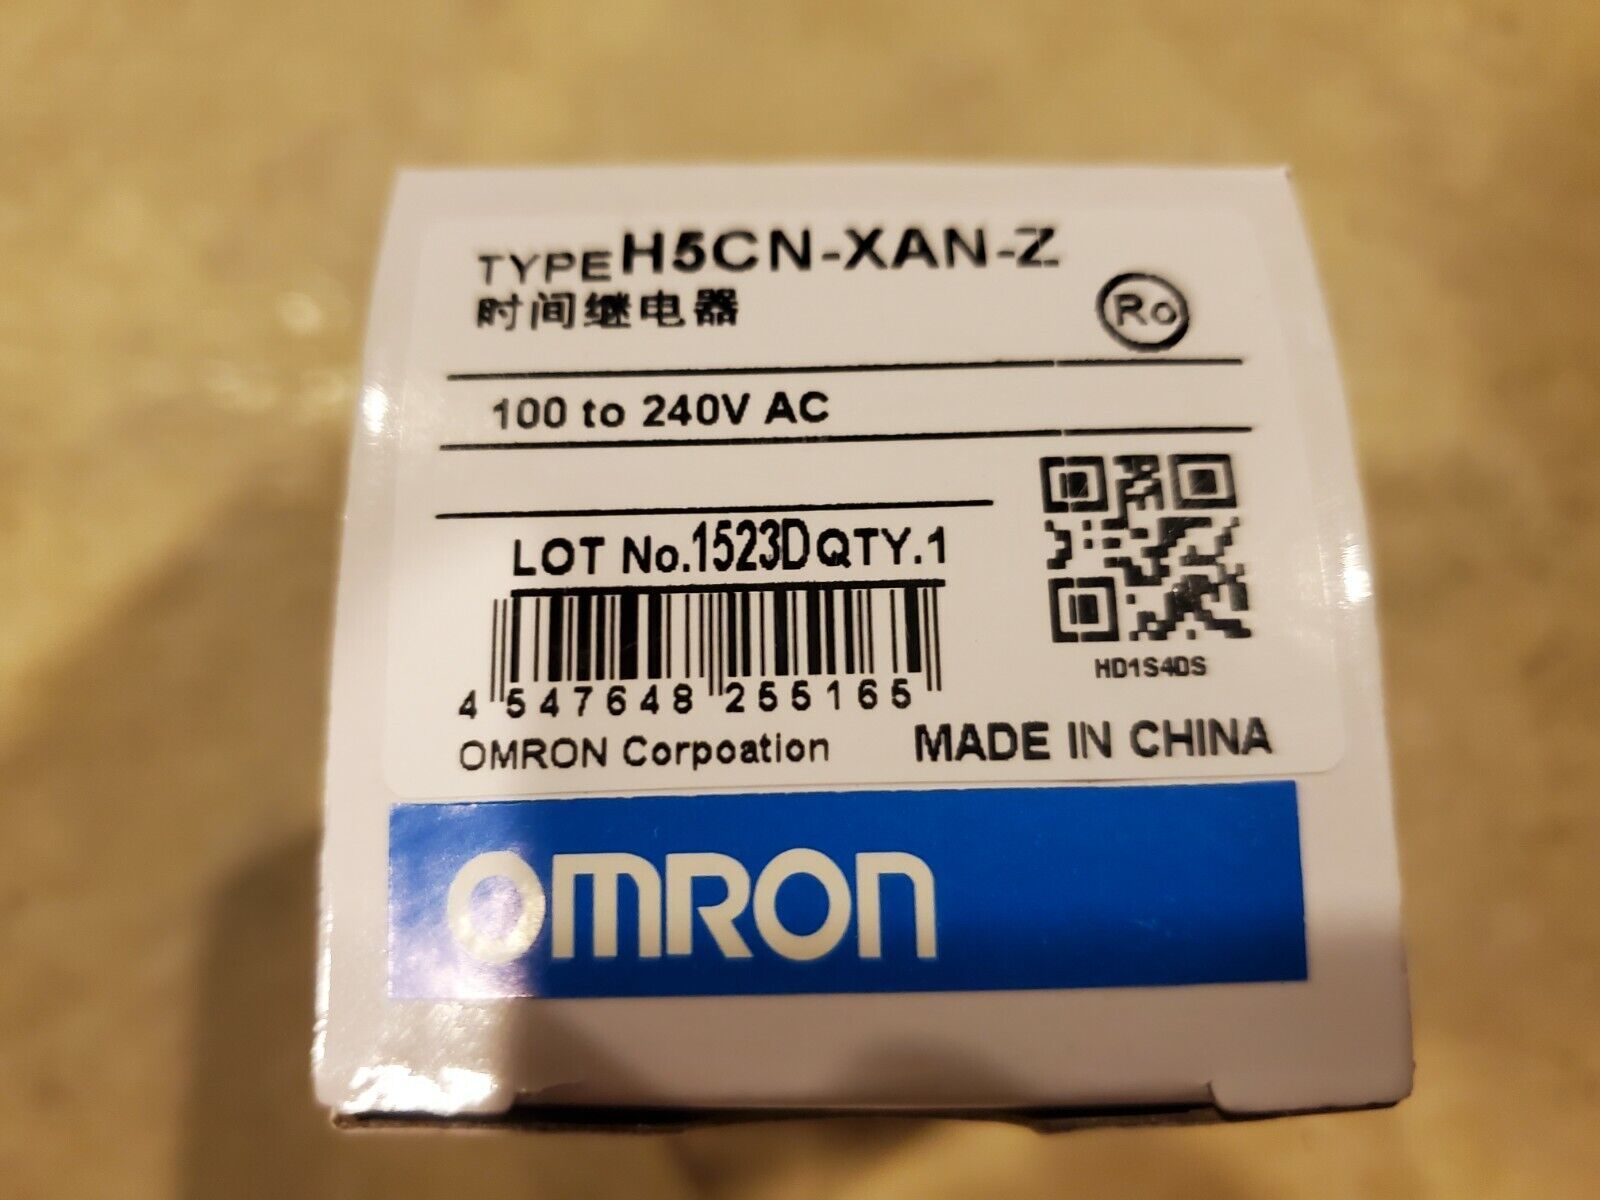 TYPE H5CN-XAN-Z
时间继电器
Ro
100 to 240V AC
LOT No.1523D QTY.1
4 547648 255165
HD1S4DS
OMRON Corpoation
MADE IN CHINA
OMRON